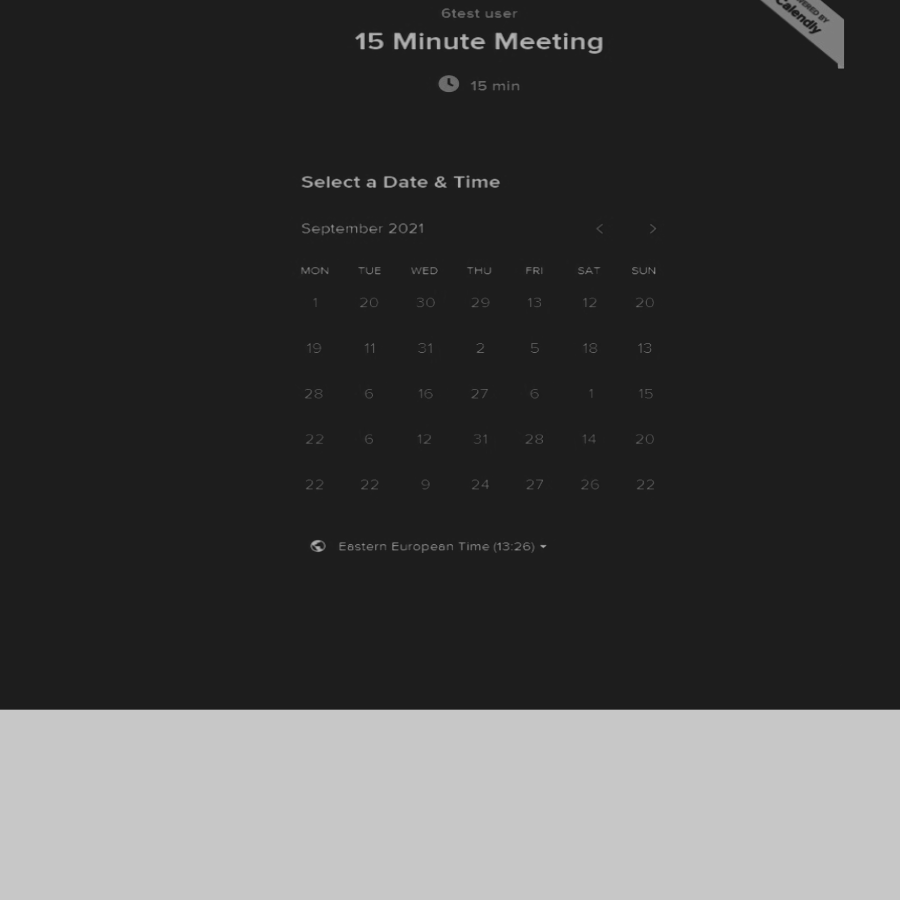 6test user
15 Minute Meeting
15 min
Calendly
Select a Date & Time
September 2021
MON TUE WED THU FRI SAT SUN
1 20 30 29 13 12 20
19 11 31 2 5 18 13
28 6 16 27 6 1 15
22 6 12 31 28 14 20
22 22 9 24 27 26 22
Eastern European Time (13:26)